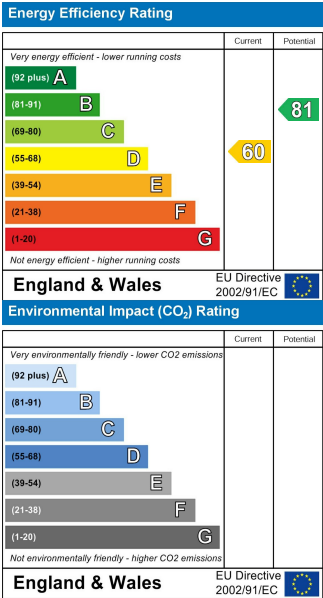 Energy Efficiency Rating
Current Potential
Very energy efficient - lower running costs
(92 plus) A
(81-91) B
81
(69-80) C
(55-68) D
60
(39-54) E
(21-38) F
(1-20) G
Not energy efficient - higher running costs
England & Wales
EU Directive
2002/91/EC
Environmental Impact (CO₂) Rating
Current Potential
Very environmentally friendly - lower CO2 emissions
(92 plus) A
(81-91) B
(69-80) C
(55-68) D
(39-54) E
(21-38) F
(1-20) G
Not environmentally friendly - higher CO2 emissions
England & Wales
EU Directive
2002/91/EC